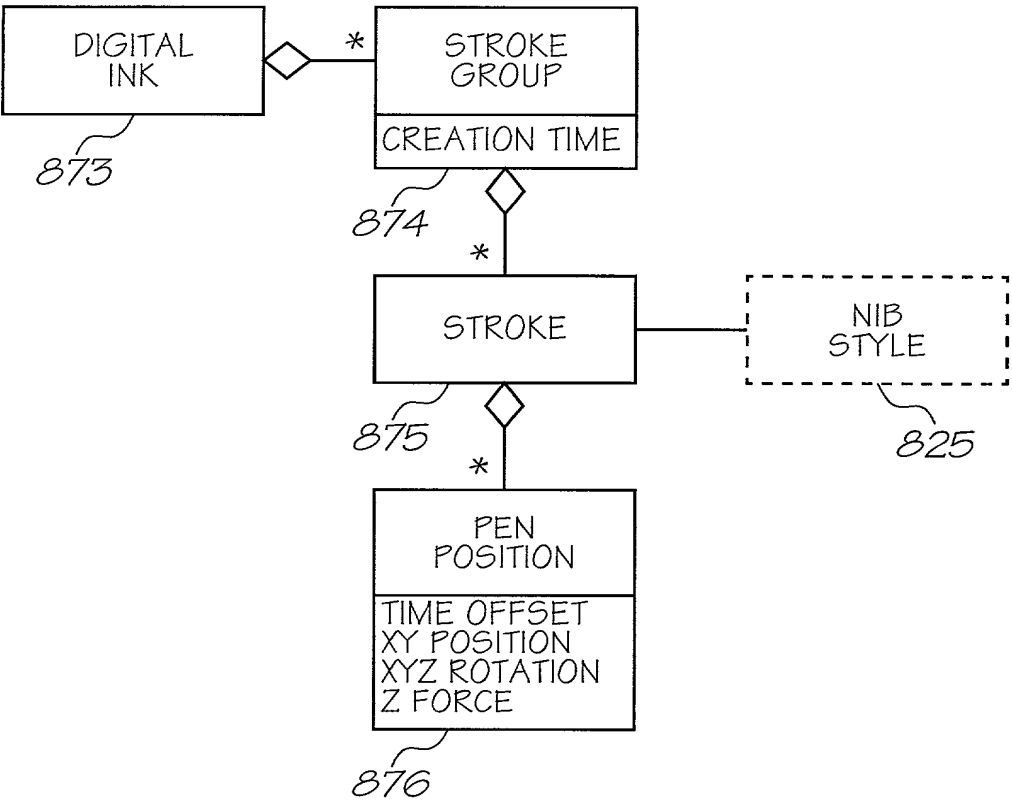 DIGITAL
INK
*
STROKE
GROUP
CREATION TIME
873
874
*
STROKE
NIB
STYLE
875
825
*
PEN
POSITION
TIME OFFSET
XY POSITION
XYZ ROTATION
Z FORCE
876